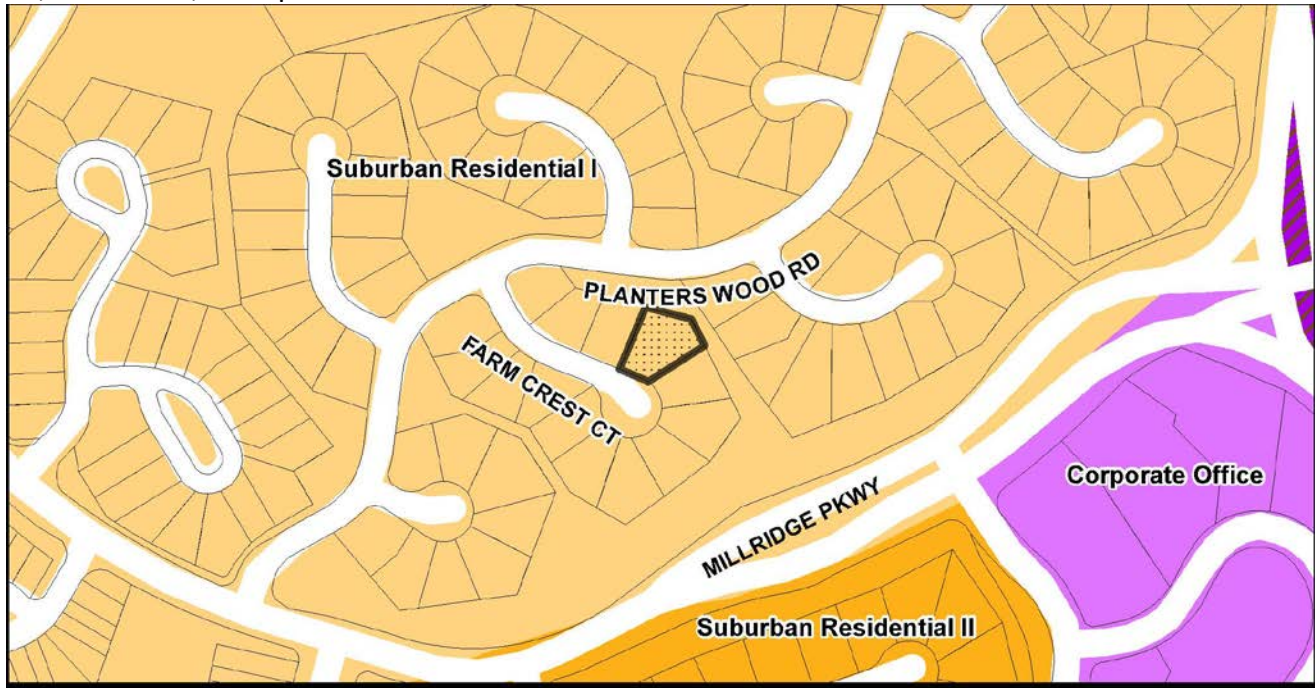 Suburban Residential I
PLANTERS WOOD RD
FARM CREST CT
Corporate Office
MILLRIDGE PKWY
Suburban Residential II